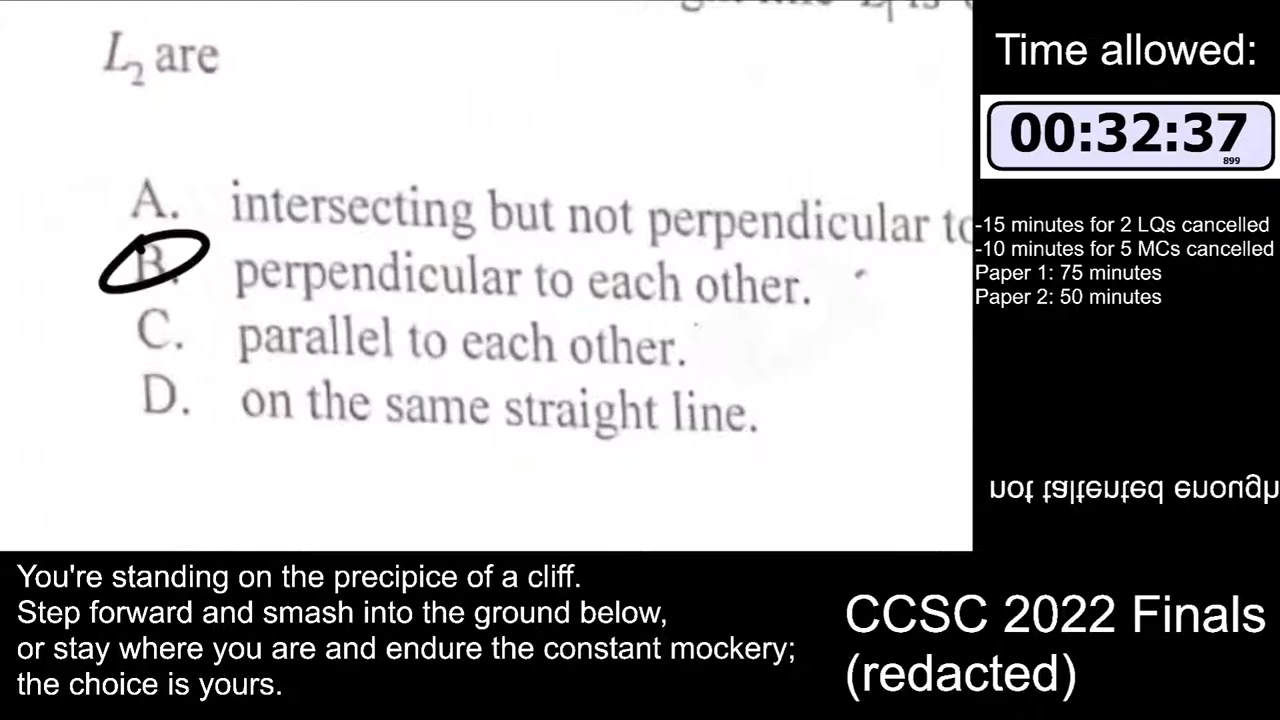 L2 are
A. intersecting but not perpendicular to
B. perpendicular to each other.
C. parallel to each other.
D. on the same straight line.
Time allowed:
00:32:37
899
-15 minutes for 2 LQs cancelled
-10 minutes for 5 MCs cancelled
Paper 1: 75 minutes
Paper 2: 50 minutes
not taltented enough
You're standing on the precipice of a cliff.
Step forward and smash into the ground below,
or stay where you are and endure the constant mockery;
the choice is yours.
CCSC 2022 Finals
(redacted)